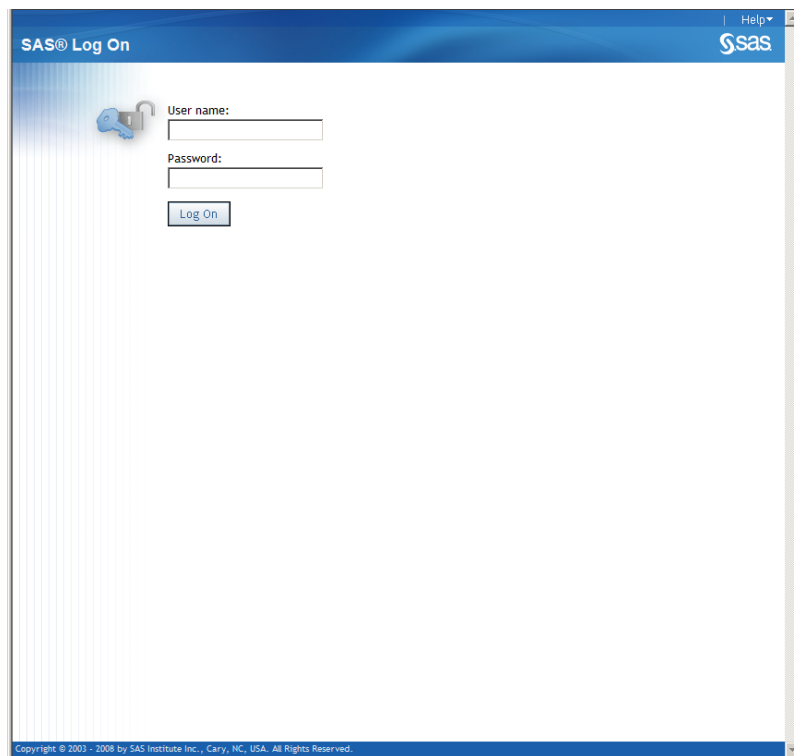 | Help
SAS® Log On
sas
User name:
Password:
Log On
Copyright © 2003 - 2008 by SAS Institute Inc., Cary, NC, USA. All Rights Reserved.